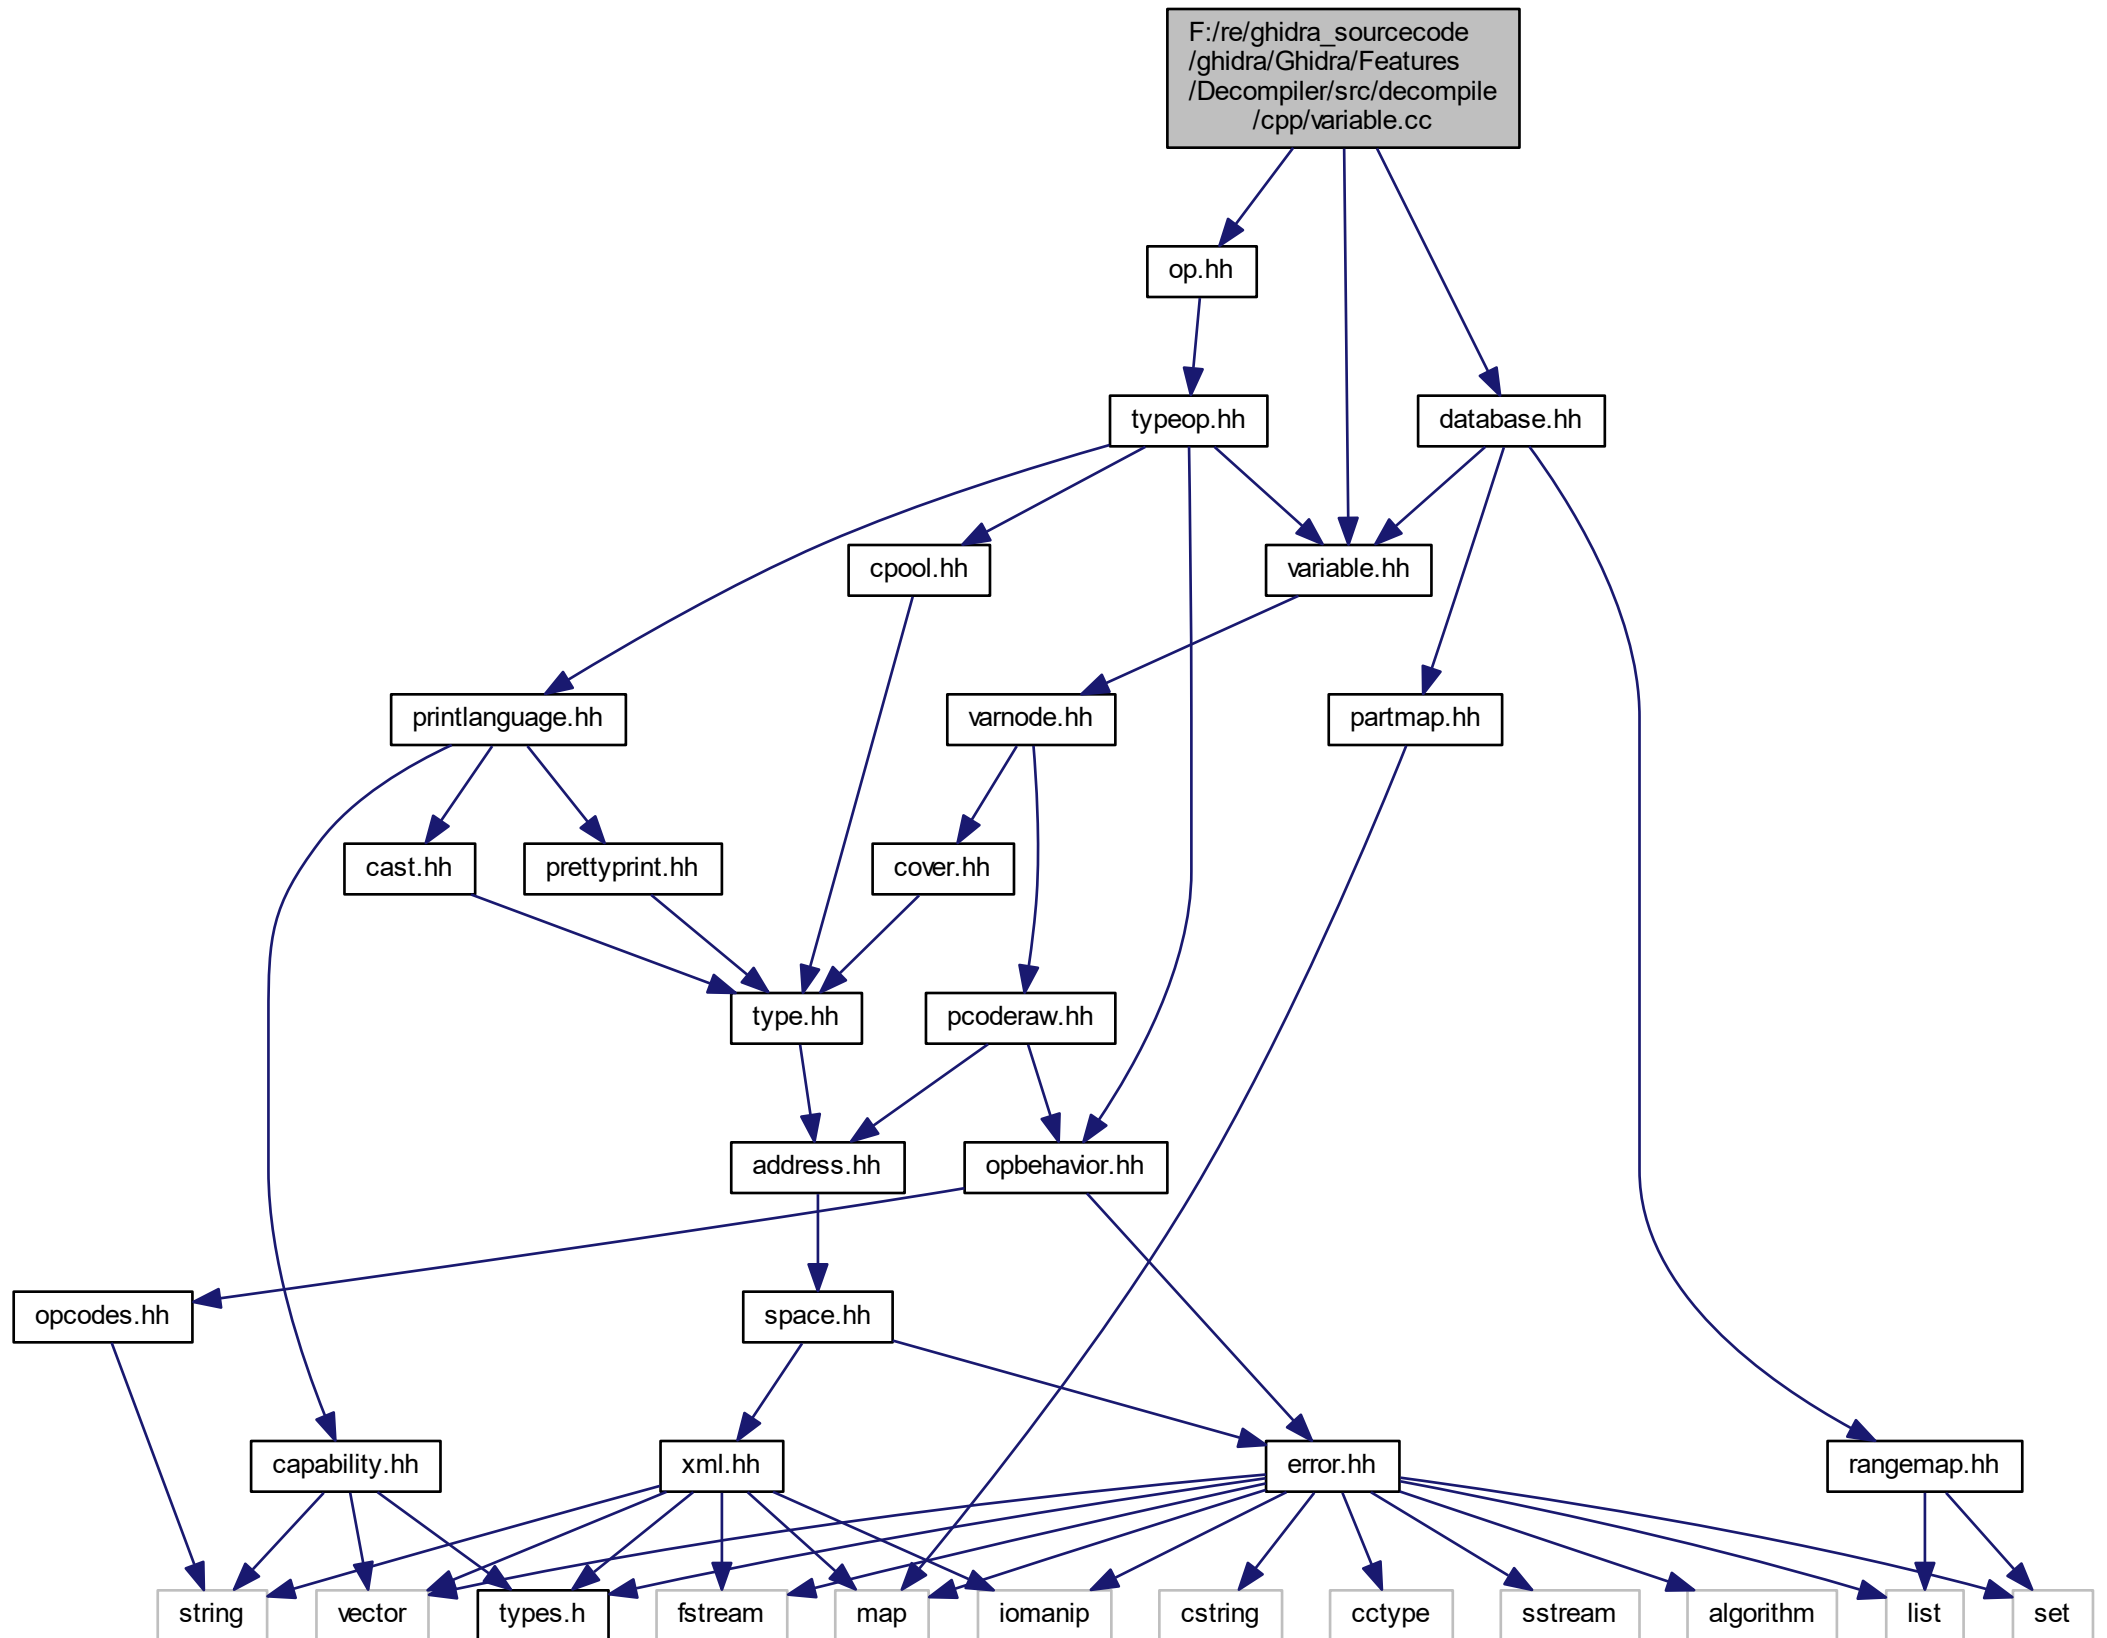 F:/re/ghidra_sourcecode
/ghidra/Ghidra/Features
/Decompiler/src/decompile
/cpp/variable.cc
op.hh
typeop.hh
database.hh
cpool.hh
variable.hh
printlanguage.hh
varnode.hh
partmap.hh
cast.hh
prettyprint.hh
cover.hh
type.hh
pcoderaw.hh
address.hh
opbehavior.hh
opcodes.hh
space.hh
capability.hh
xml.hh
error.hh
rangemap.hh
string
vector
types.h
fstream
map
iomanip
cstring
cctype
sstream
algorithm
list
set